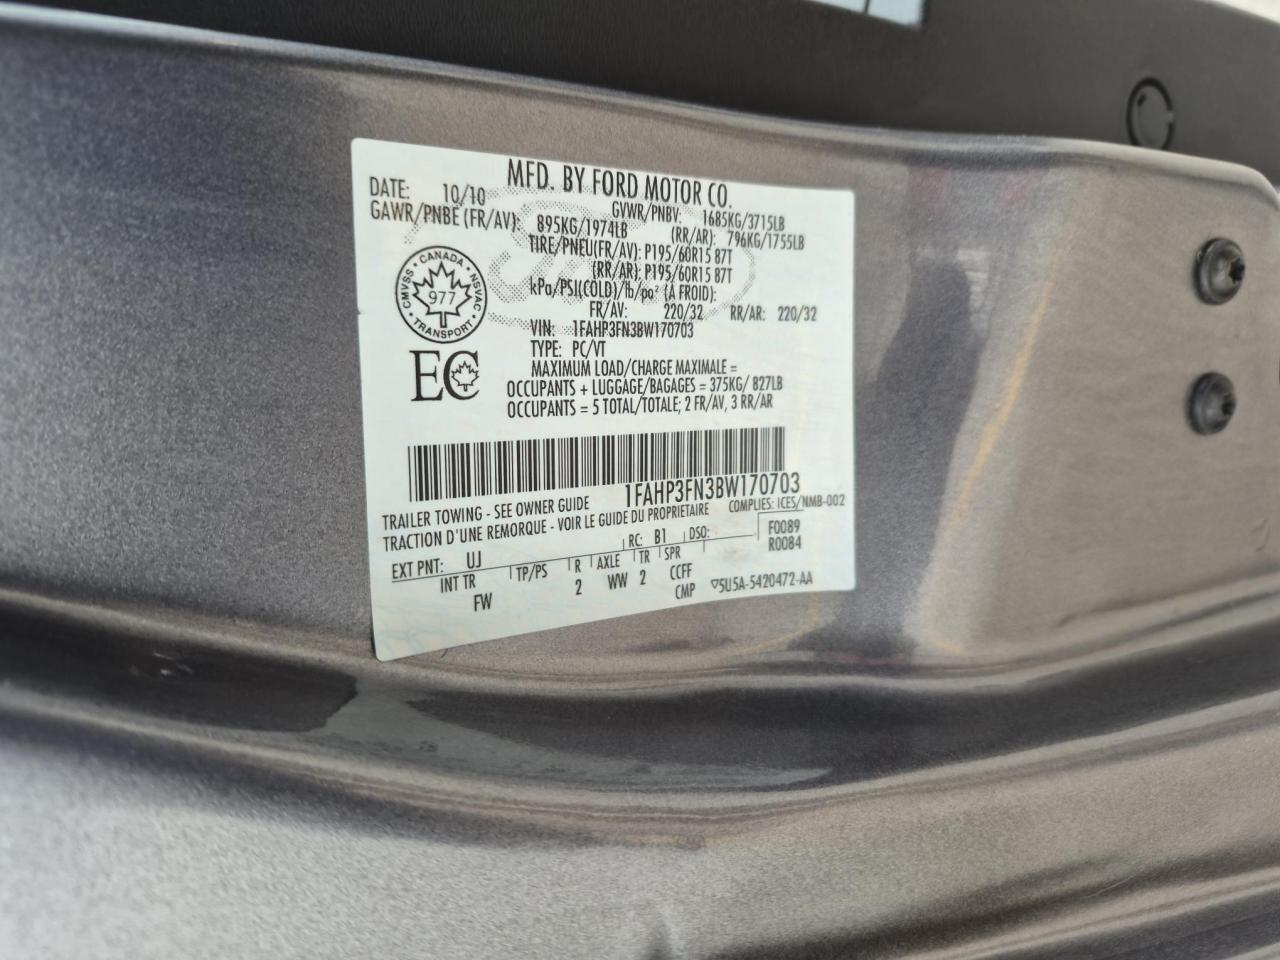 MFD. BY FORD MOTOR CO.
DATE: 10/10 GVWR/PNBV: 1685KG/3715LB
GAWR/PNBE (FR/AV): 895KG/1974LB (RR/AR): 796KG/1755LB
TIRE/PNEU(FR/AV): P195/60R15 87T
(RR/AR): P195/60R15 87T
kPa/PSI(COLD)/lb/po² (A FROID):
FR/AV: 220/32 RR/AR: 220/32
VIN: 1FAHP3FN3BW170703
TYPE: PC/VT
MAXIMUM LOAD/CHARGE MAXIMALE =
OCCUPANTS + LUGGAGE/BAGAGES = 375KG/ 827LB
OCCUPANTS = 5 TOTAL/TOTALE; 2 FR/AV, 3 RR/AR
CANADA
CMVSS 977 NSVAC
TRANSPORT
EC
1FAHP3FN3BW170703
TRAILER TOWING - SEE OWNER GUIDE COMPLIES: ICES/NMB-002
TRACTION D'UNE REMORQUE - VOIR LE GUIDE DU PROPRIETAIRE
EXT PNT: UJ RC: B1 DSO: F0089
R0084
INT TR TP/PS R AXLE TR SPR
FW 2 WW 2 CCFF
CMP ▽5U5A-5420472-AA